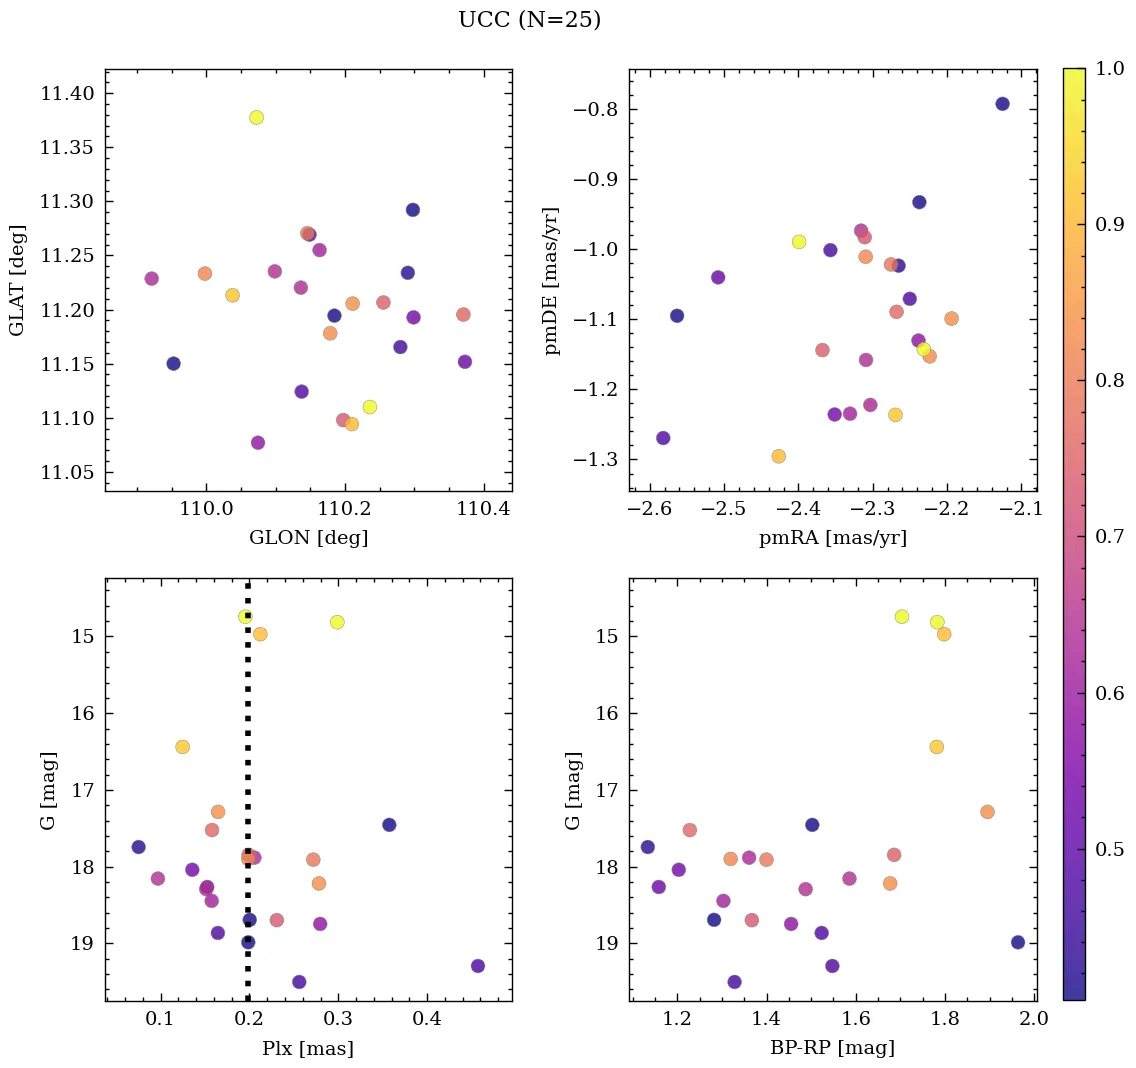 UCC (N=25)
11.40
11.35
11.30
11.25
11.20
11.15
11.10
11.05
GLAT [deg]
110.0 110.2 110.4
GLON [deg]
−0.8
−0.9
−1.0
−1.1
−1.2
−1.3
pmDE [mas/yr]
−2.6 −2.5 −2.4 −2.3 −2.2 −2.1
pmRA [mas/yr]
15
16
17
18
19
G [mag]
0.1 0.2 0.3 0.4
Plx [mas]
15
16
17
18
19
G [mag]
1.2 1.4 1.6 1.8 2.0
BP-RP [mag]
1.0
0.9
0.8
0.7
0.6
0.5